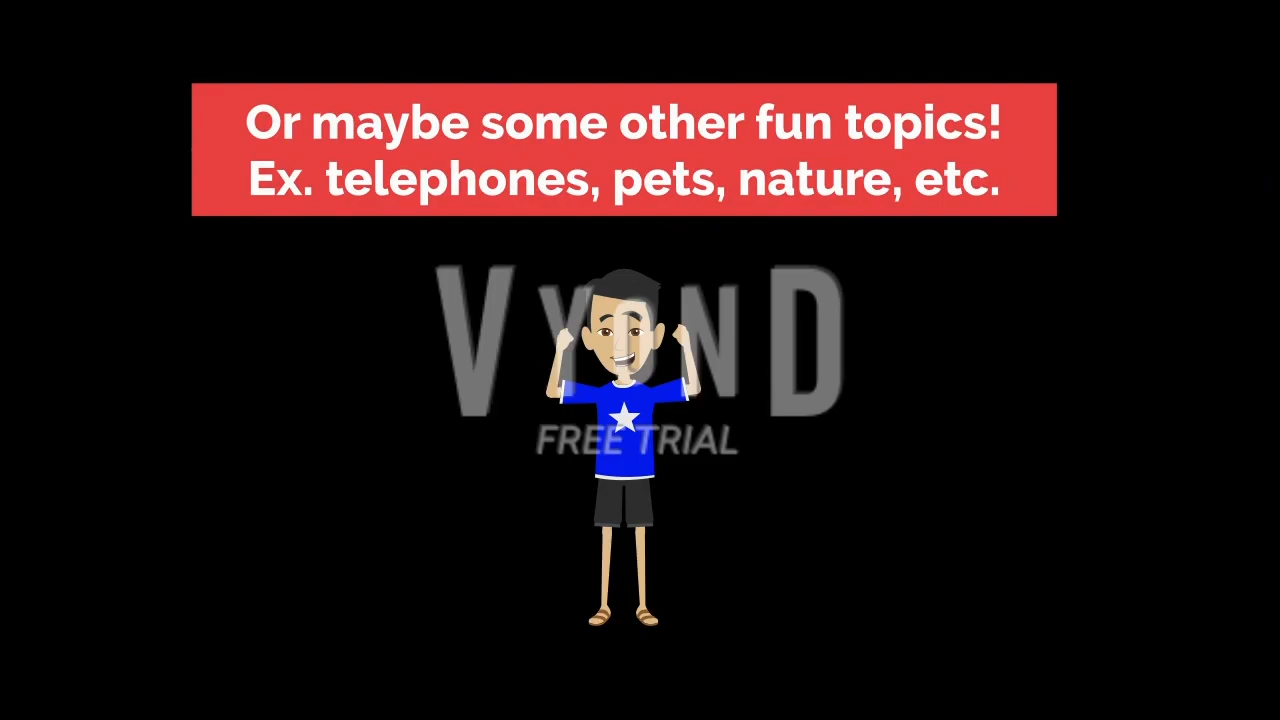 Or maybe some other fun topics!
Ex. telephones, pets, nature, etc.
VYOND
FREE TRIAL